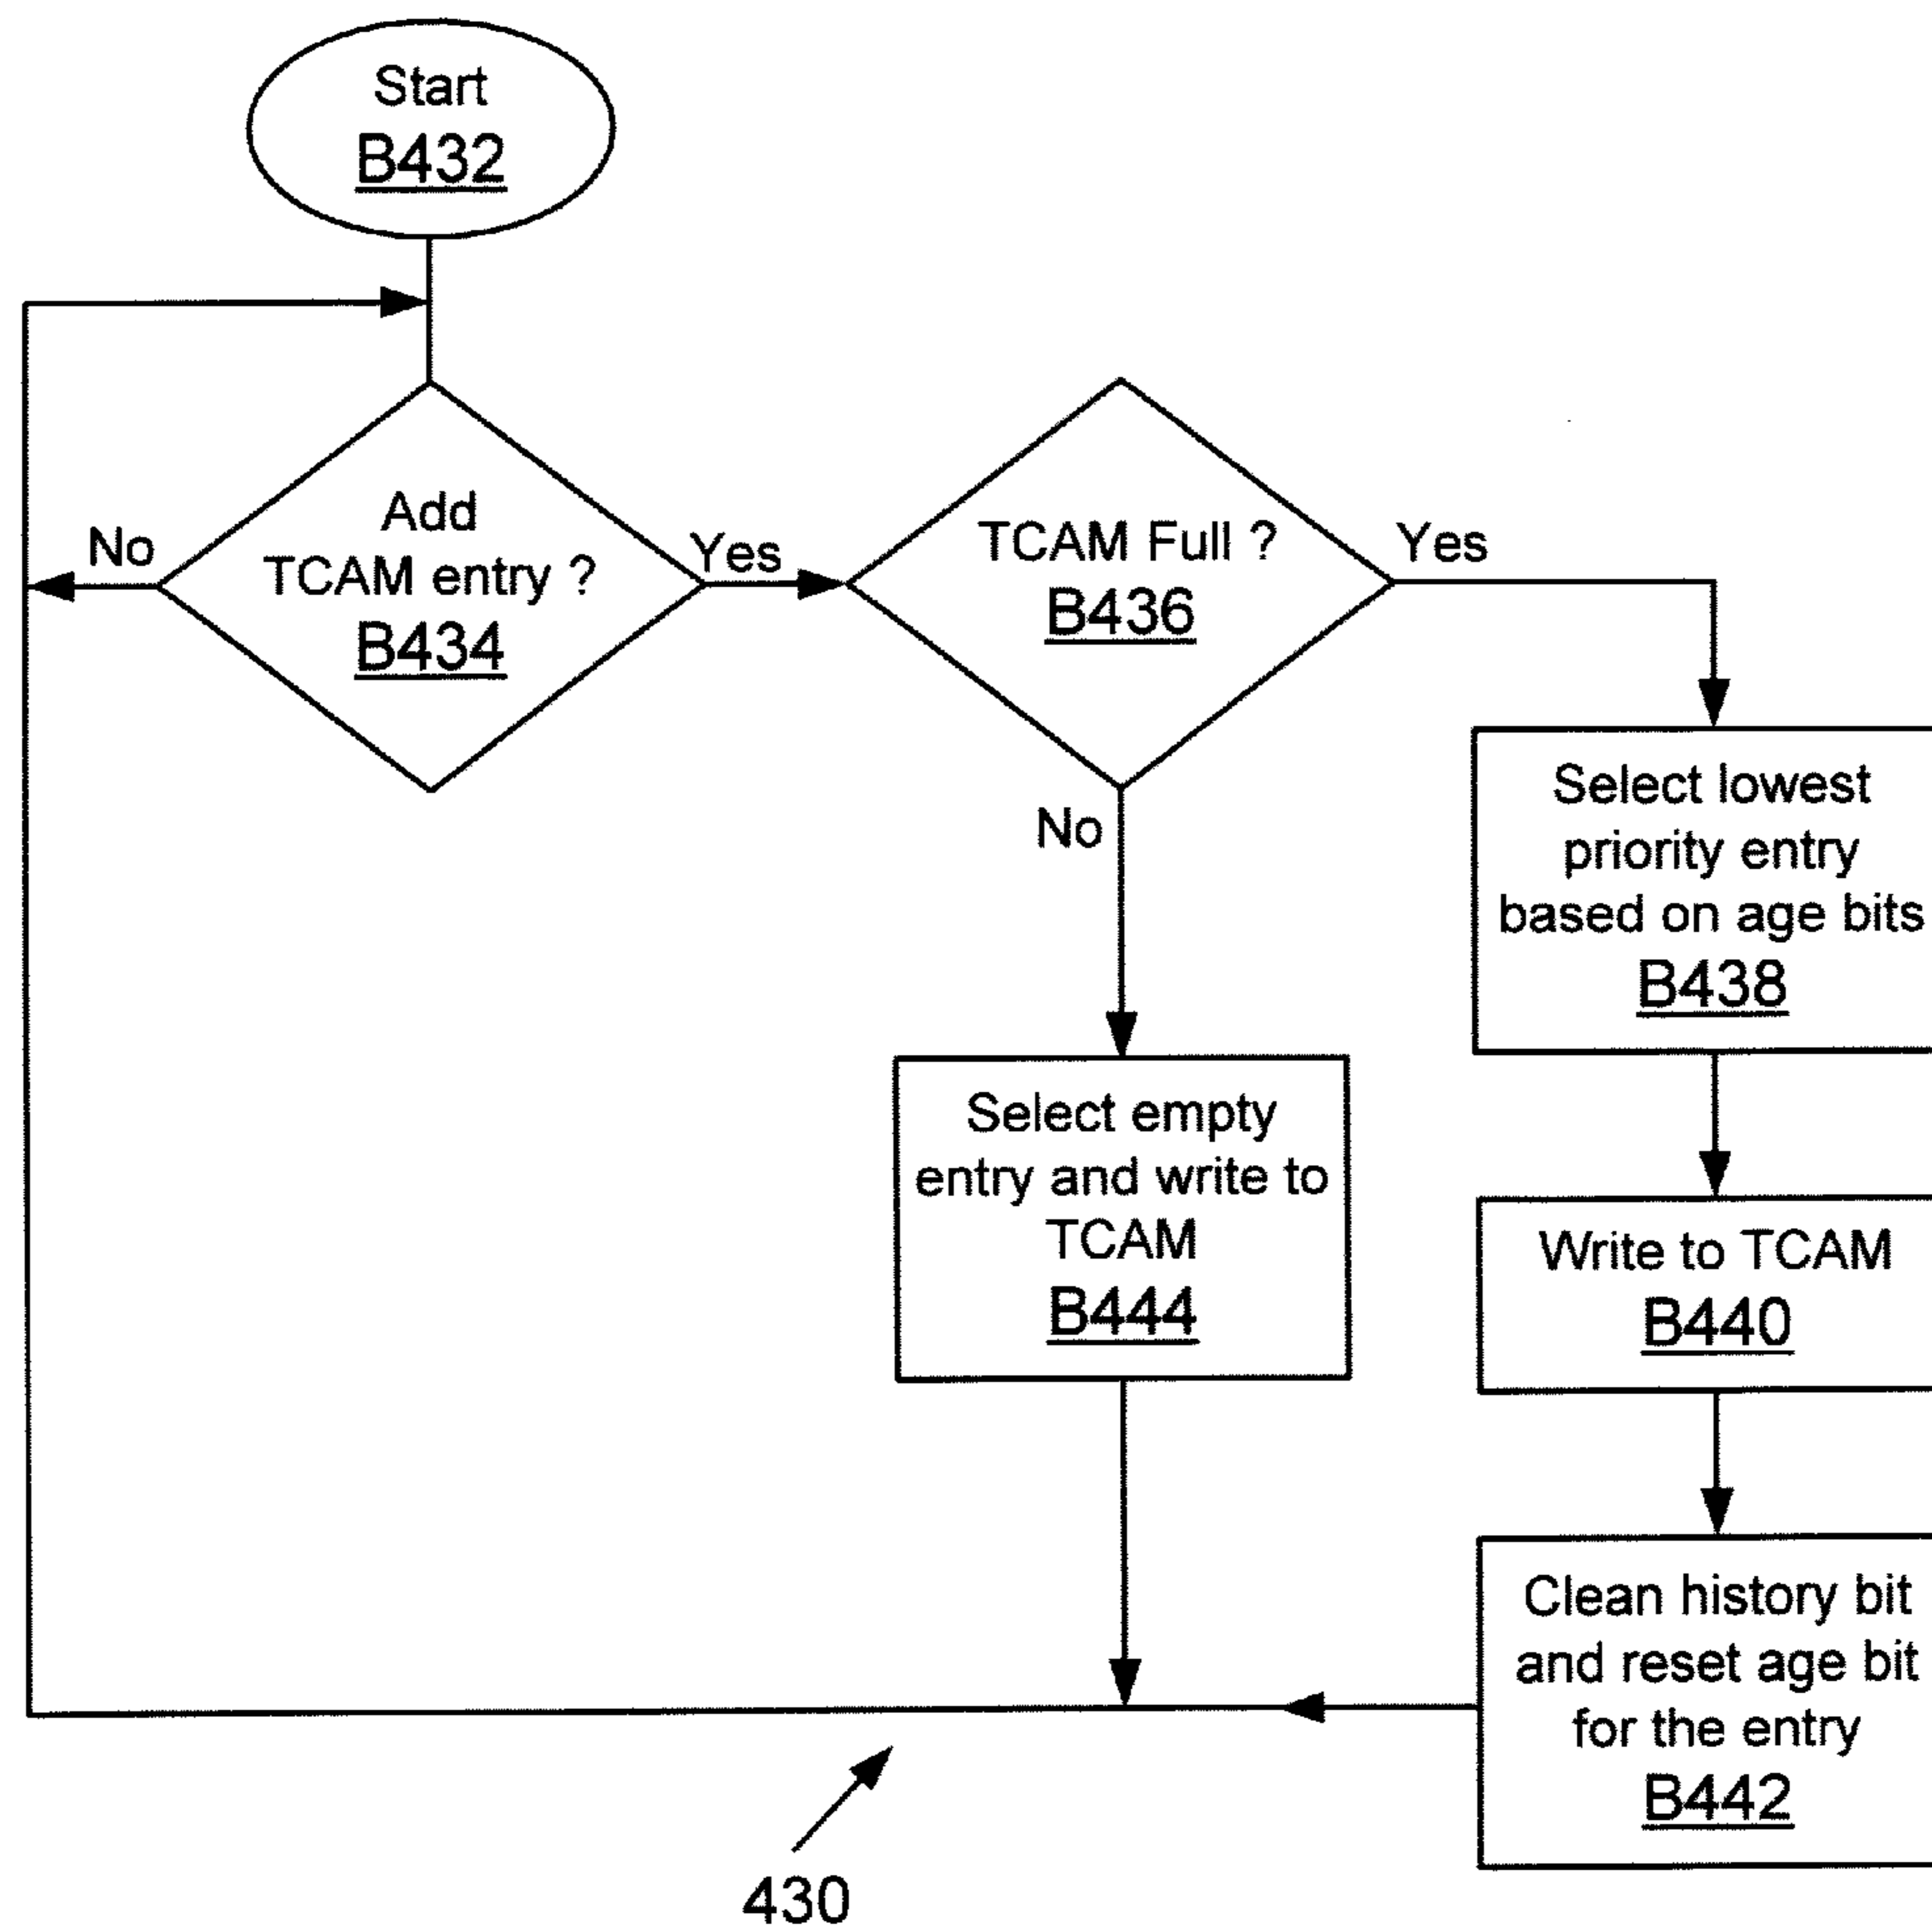 Start
B432
Add
TCAM entry ?
B434
No
Yes
TCAM Full ?
B436
Yes
No
Select lowest
priority entry
based on age bits
B438
Select empty
entry and write to
TCAM
B444
Write to TCAM
B440
Clean history bit
and reset age bit
for the entry
B442
430